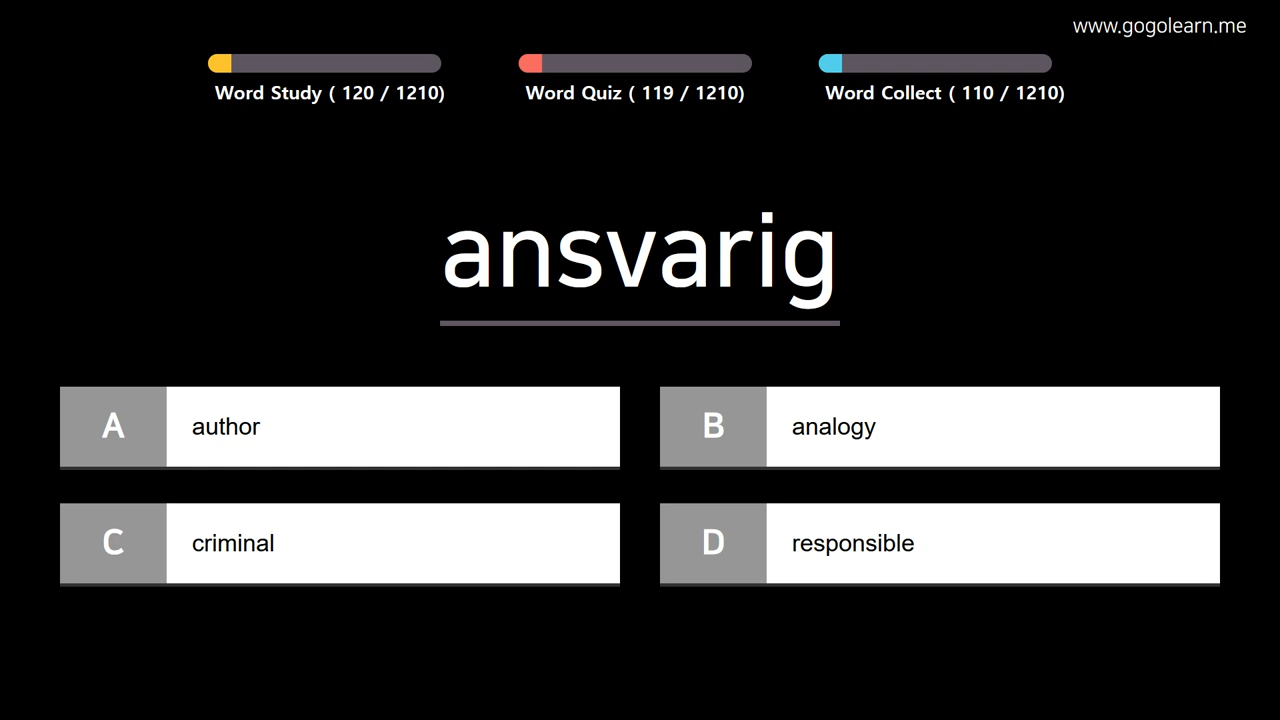 www.gogolearn.me
Word Study ( 120 / 1210)
Word Quiz ( 119 / 1210)
Word Collect ( 110 / 1210)
ansvarig
A
author
B
analogy
C
criminal
D
responsible